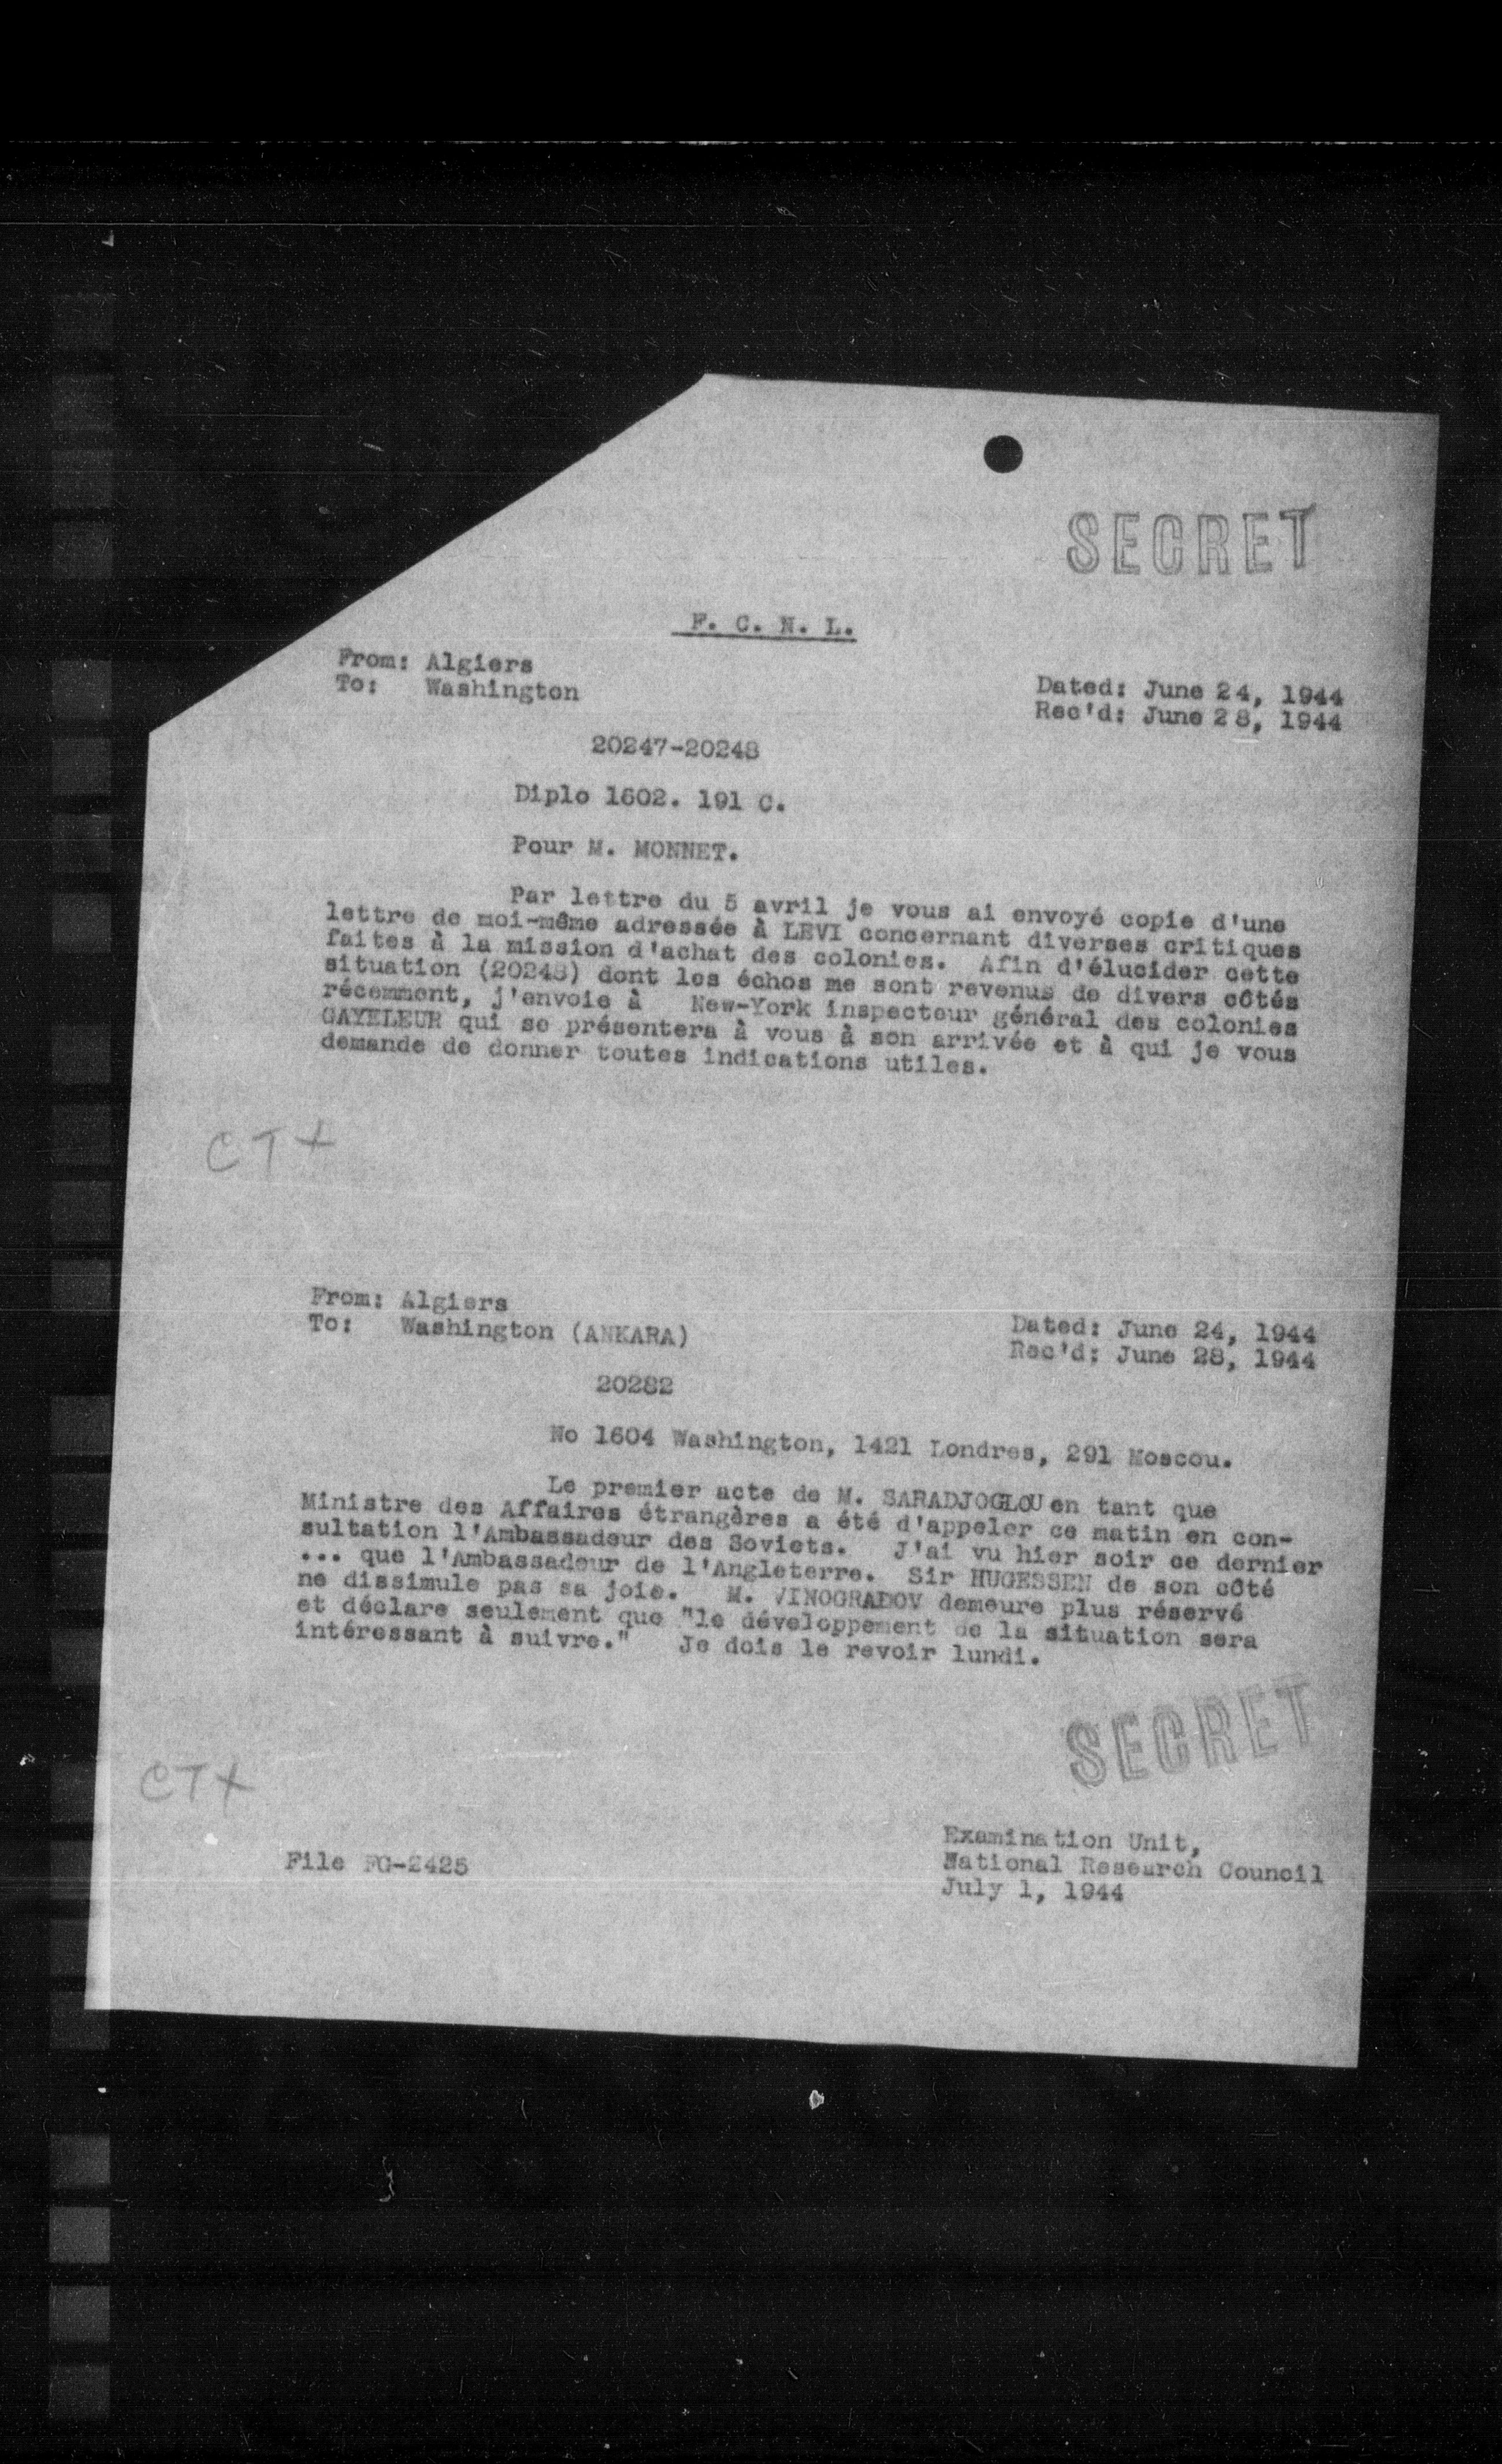 SECRET
F. C. N. L.
From: Algiers
To: Washington
Dated: June 24, 1944
Rec'd: June 28, 1944
20247-20248
Diplo 1602. 191 C.
Pour M. MONNET.
Par lettre du 5 avril je vous ai envoyé copie d'une
lettre de moi-même adressée à LEVI concernant diverses critiques
faites à la mission d'achat des colonies. Afin d'élucider cette
situation (20248) dont les échos me sont revenus de divers côtés
récemment, j'envoie à New-York inspecteur général des colonies
GAYELEUR qui se présentera à vous à son arrivée et à qui je vous
demande de donner toutes indications utiles.
CT+
From: Algiers
To: Washington (ANKARA)
Dated: June 24, 1944
Rec'd: June 28, 1944
20282
No 1604 Washington, 1421 Londres, 291 Moscou.
Le premier acte de M. SARADJOGLOU en tant que
Ministre des Affaires étrangères a été d'appeler ce matin en con-
sultation l'Ambassadeur des Soviets. J'ai vu hier soir ce dernier
... que l'Ambassadeur de l'Angleterre. Sir HUGESSEN de son côté
ne dissimule pas sa joie. M. VINOGRADOV demeure plus réservé
et déclare seulement que "le développement de la situation sera
intéressant à suivre." Je dois le revoir lundi.
SECRET
CT+
File FG-2425
Examination Unit,
National Research Council
July 1, 1944